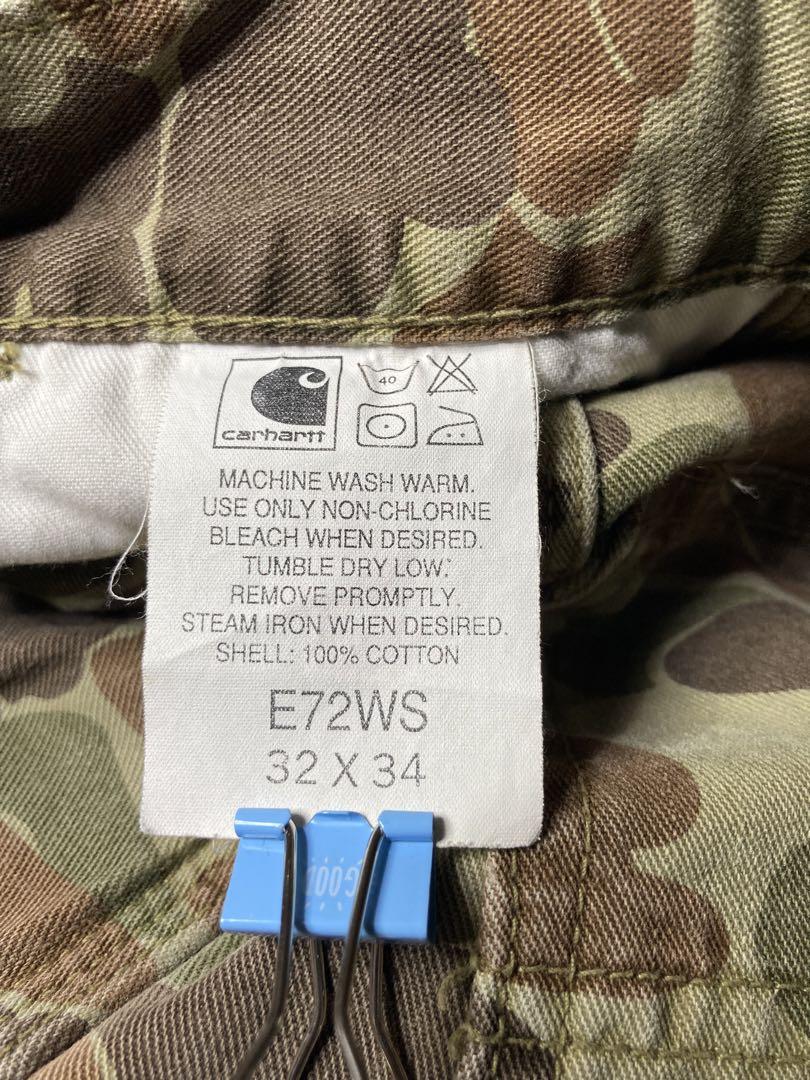 carhartt
40
MACHINE WASH WARM.
USE ONLY NON-CHLORINE
BLEACH WHEN DESIRED.
TUMBLE DRY LOW.
REMOVE PROMPTLY.
STEAM IRON WHEN DESIRED.
SHELL: 100% COTTON
E72WS
32 X 34
GOOD